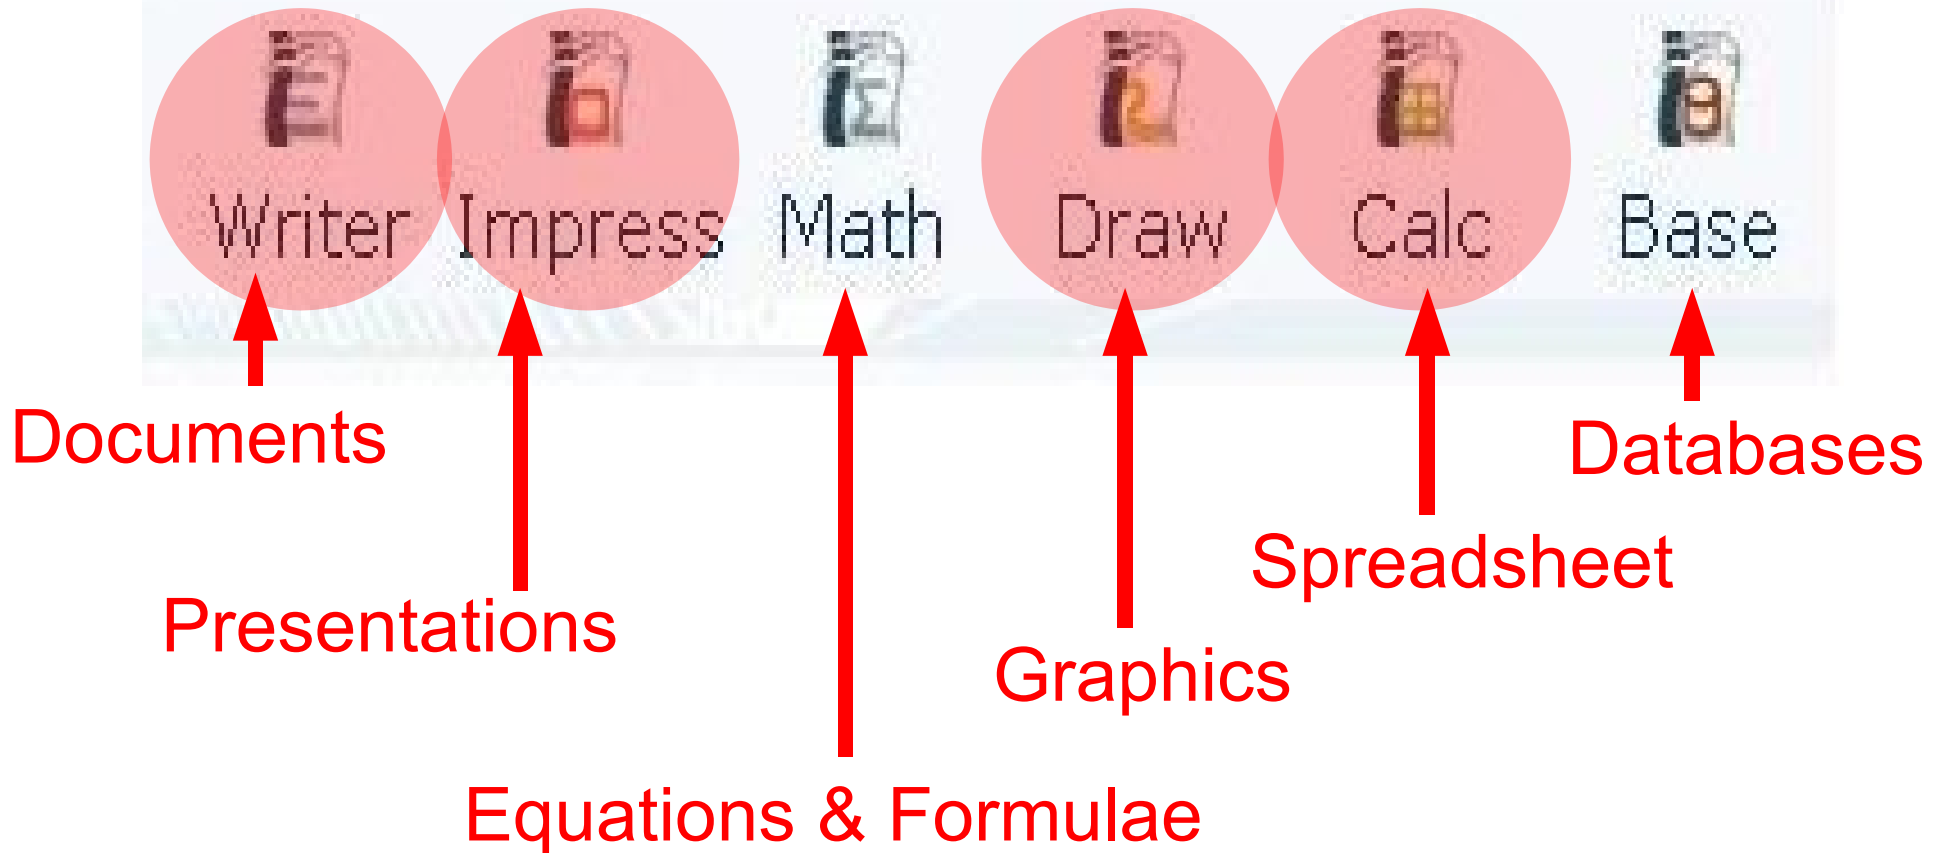 Writer Impress Math Draw Calc Base
Documents
Databases
Spreadsheet
Presentations
Graphics
Equations & Formulae